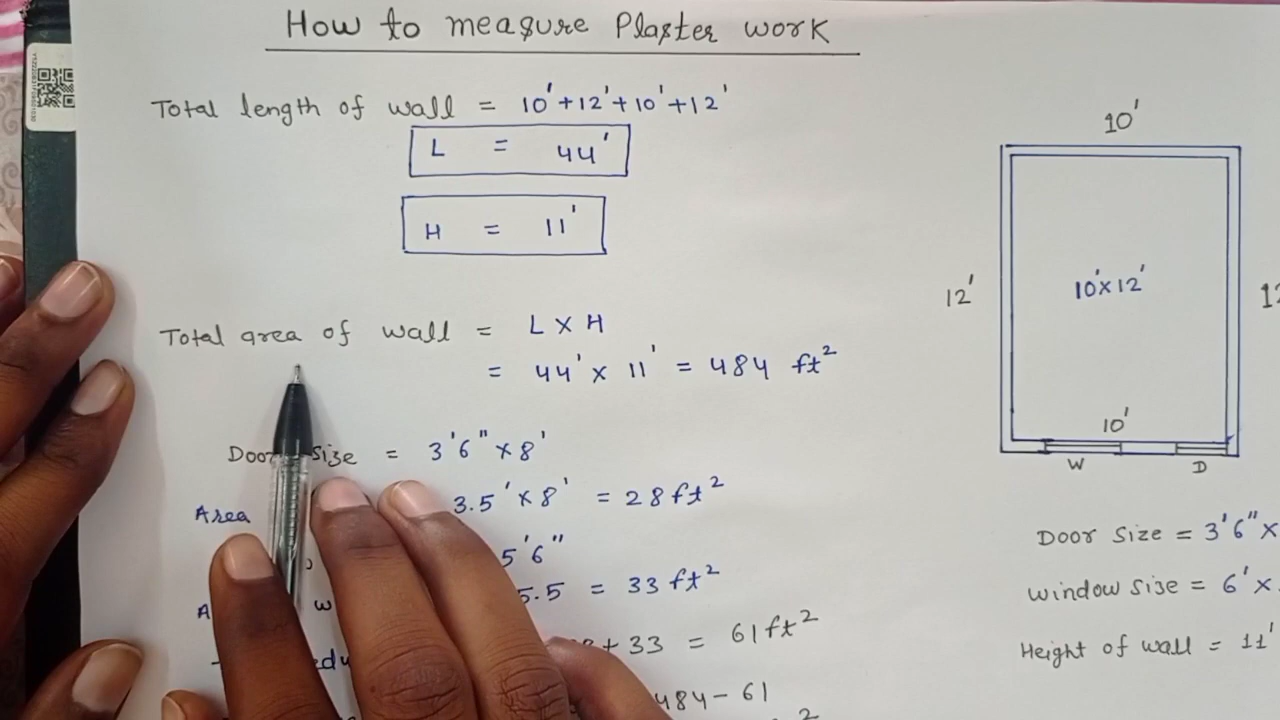 How to measure Plaster work
Total length of wall = 10' + 12' + 10' + 12'
L = 44'
H = 11'
Total area of wall = L X H
= 44' x 11' = 484 ft²
Door Size = 3'6" x 8'
Area 3.5' x 8' = 28 ft²
5'6"
5.5 = 33 ft²
+ 33 = 61 ft²
484 - 61
10'
12'
10' x 12'
10'
W
D
Door Size = 3'6" x
Window Size = 6' x
Height of wall = 11'